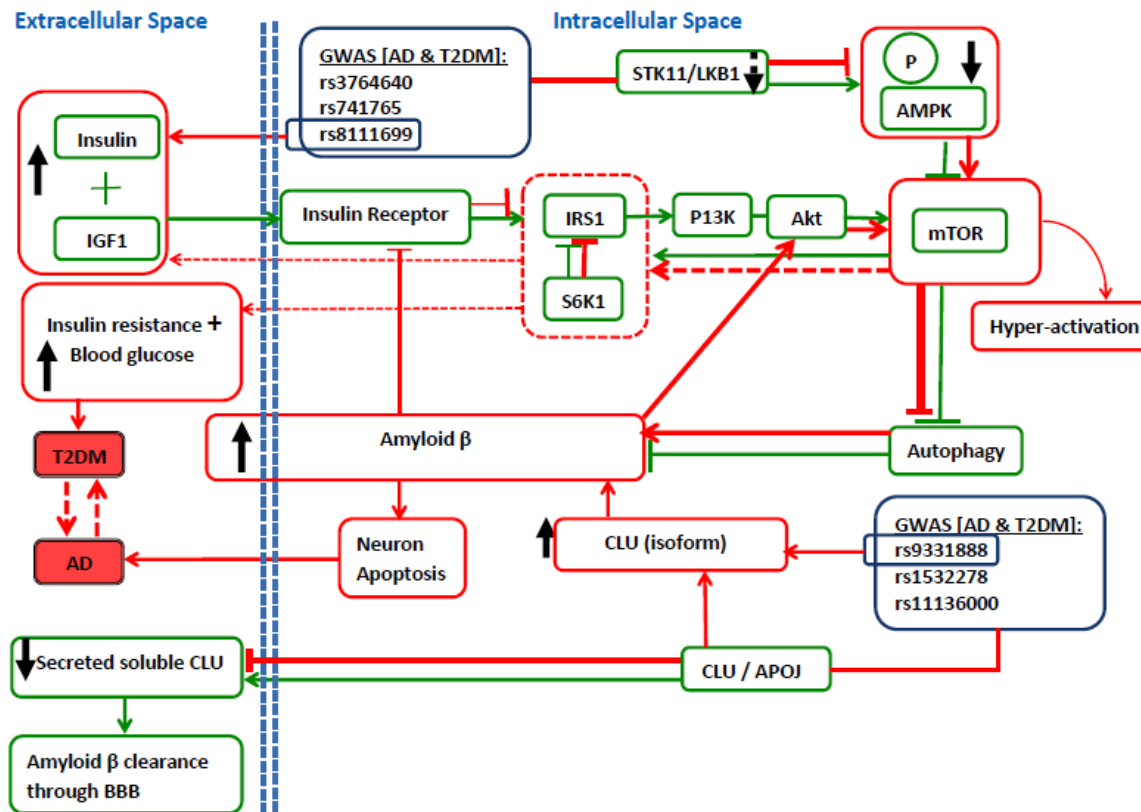 Extracellular Space
Intracellular Space
GWAS [AD & T2DM]:
rs3764640
rs741765
rs8111699
STK11/LKB1
P
AMPK
Insulin
+
IGF1
Insulin Receptor
IRS1
S6K1
P13K
Akt
mTOR
Hyper-activation
Insulin resistance +
Blood glucose
T2DM
AD
Amyloid β
Autophagy
Neuron
Apoptosis
CLU (isoform)
GWAS [AD & T2DM]:
rs9331888
rs1532278
rs11136000
Secreted soluble CLU
CLU / APOJ
Amyloid β clearance
through BBB